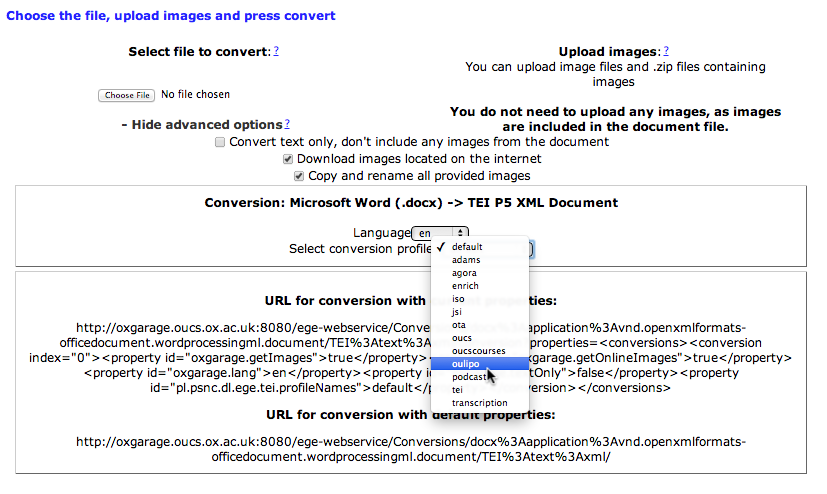 Choose the file, upload images and press convert
Select file to convert: ?
Upload images: ?
You can upload image files and .zip files containing
images
Choose File No file chosen
You do not need to upload any images, as images
are included in the document file.
– Hide advanced options ?
Convert text only, don't include any images from the document
Download images located on the internet
Copy and rename all provided images
Conversion: Microsoft Word (.docx) -> TEI P5 XML Document
Language en
Select conversion profile
✓ default
adams
agora
enrich
iso
jsi
ota
oucs
oucscourses
oulipo
podcast
tei
transcription
URL for conversion with properties:
http://oxgarage.oucs.ox.ac.uk:8080/ege-webservice/Conversions/docx%3Aapplication%3Avnd.openxmlformats-
officedocument.wordprocessingml.document/TEI%3Atext%3A properties=<conversions><conversion
index="0"><property id="oxgarage.getImages">true</property> oxgarage.getOnlineImages">true</property>
<property id="oxgarage.lang">en</property><property tOnly">false</property><property
id="pl.psnc.dl.ege.tei.profileNames">default</ version></conversions>
URL for conversion with default properties:
http://oxgarage.oucs.ox.ac.uk:8080/ege-webservice/Conversions/docx%3Aapplication%3Avnd.openxmlformats-
officedocument.wordprocessingml.document/TEI%3Atext%3Axml/